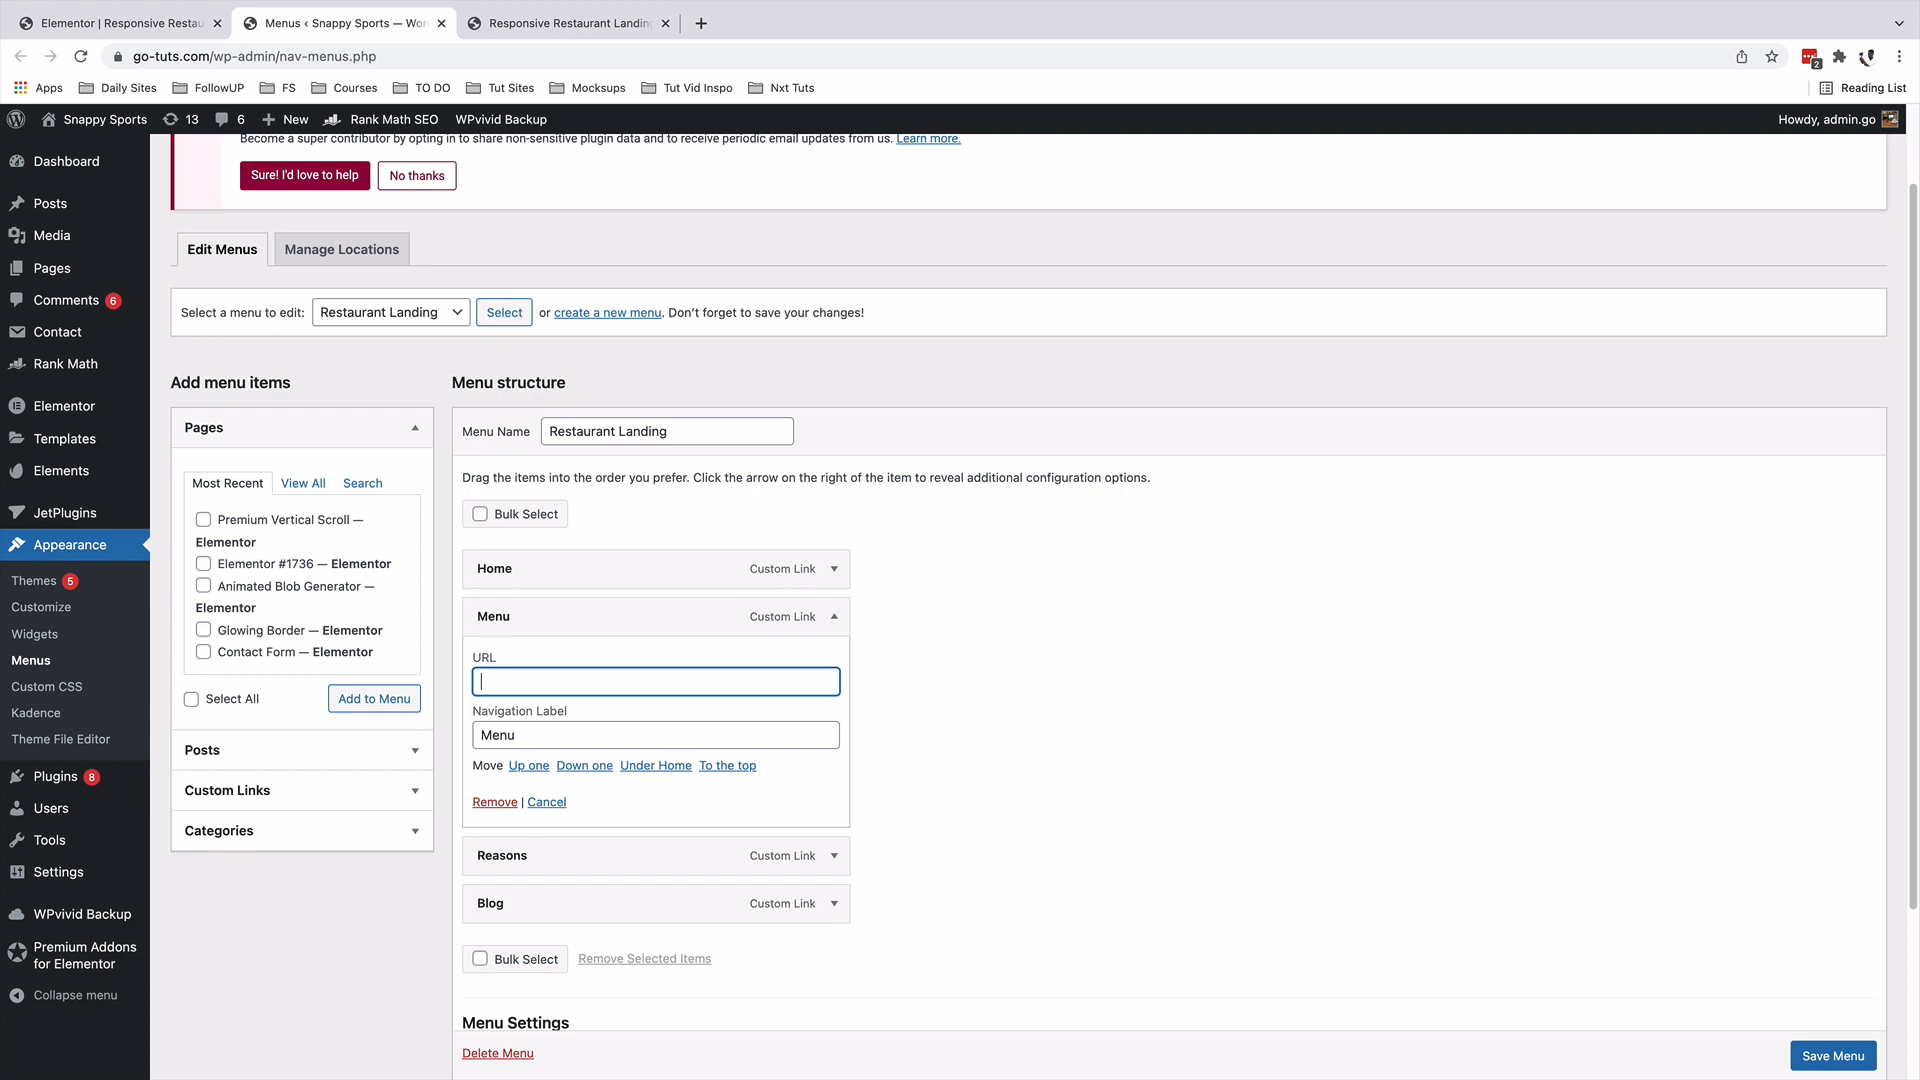 Elementor | Responsive Restau
Menus ‹ Snappy Sports — Wor
Responsive Restaurant Landin
go-tuts.com/wp-admin/nav-menus.php
2
Apps
Daily Sites
FollowUP
FS
Courses
TO DO
Tut Sites
Mocksups
Tut Vid Inspo
Nxt Tuts
Reading List
Snappy Sports
13
6
New
Rank Math SEO
WPvivid Backup
Howdy, admin.go
Become a super contributor by opting in to share non-sensitive plugin data and to receive periodic email updates from us. Learn more.
Sure! I'd love to help
No thanks
Dashboard
Posts
Media
Pages
Comments 6
Contact
Rank Math
Elementor
Templates
Elements
JetPlugins
Appearance
Themes 5
Customize
Widgets
Menus
Custom CSS
Kadence
Theme File Editor
Plugins 8
Users
Tools
Settings
WPvivid Backup
Premium Addons
for Elementor
Collapse menu
Edit Menus
Manage Locations
Select a menu to edit: Restaurant Landing Select or create a new menu. Don't forget to save your changes!
Add menu items
Pages
Most Recent
View All
Search
Premium Vertical Scroll —
Elementor
Elementor #1736 — Elementor
Animated Blob Generator —
Elementor
Glowing Border — Elementor
Contact Form — Elementor
Select All
Add to Menu
Posts
Custom Links
Categories
Menu structure
Menu Name Restaurant Landing
Drag the items into the order you prefer. Click the arrow on the right of the item to reveal additional configuration options.
Bulk Select
Home Custom Link
Menu Custom Link
URL
Navigation Label
Menu
Move Up one Down one Under Home To the top
Remove | Cancel
Reasons Custom Link
Blog Custom Link
Bulk Select Remove Selected Items
Menu Settings
Delete Menu
Save Menu